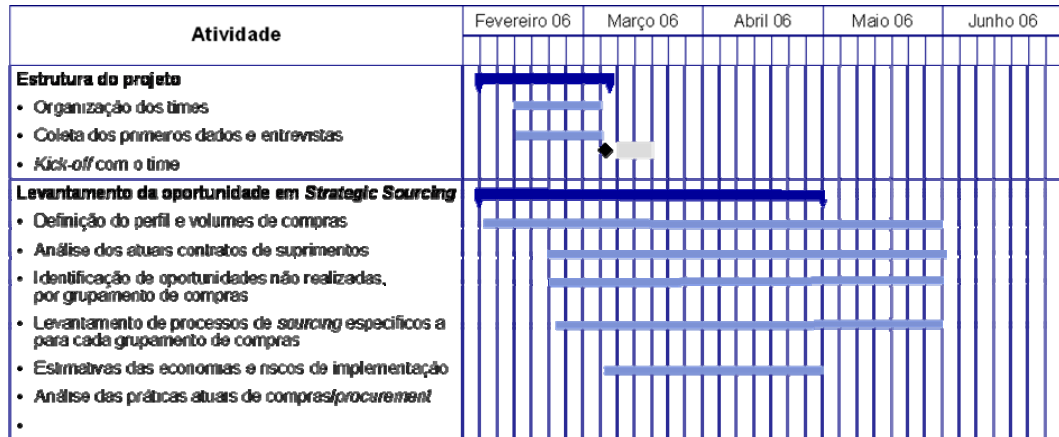 Atividade
Fevereiro 06 Março 06 Abril 06 Maio 06 Junho 06
Estrutura do projeto
• Organização dos times
• Coleta dos primeiros dados e entrevistas
• Kick-off com o time
Levantamento da oportunidade em Strategic Sourcing
• Definição do perfil e volumes de compras
• Análise dos atuais contratos de suprimentos
• Identificação de oportunidades não realizadas,
por grupamento de compras
• Levantamento de processos de sourcing específicos a
para cada grupamento de compras
• Estimativas das economias e riscos de implementação
• Análise das práticas atuais de compras/procurement
•